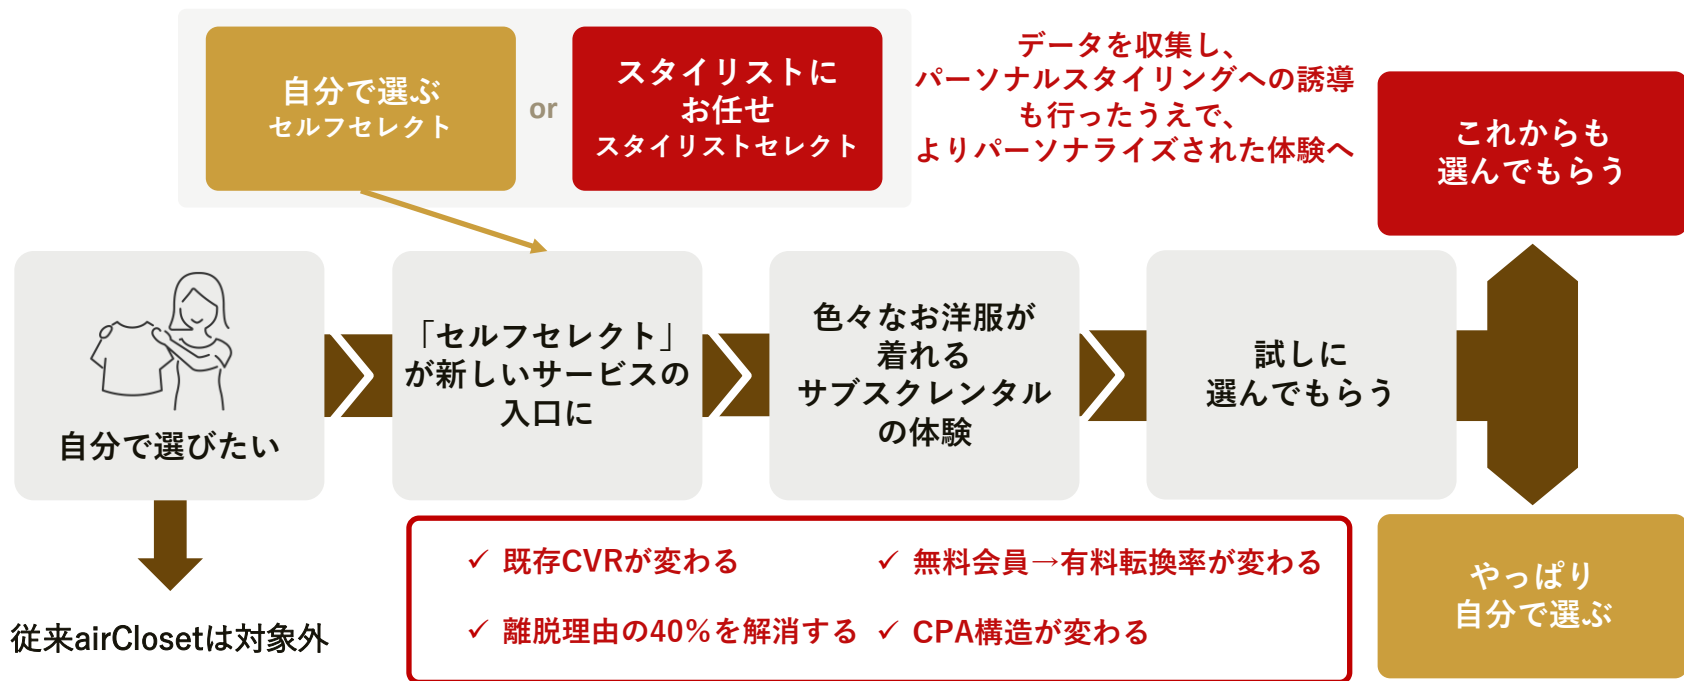 自分で選ぶ
セルフセレクト
or
スタイリストに
お任せ
スタイリストセレクト
データを収集し、
パーソナルスタイリングへの誘導
も行ったうえで、
よりパーソナライズされた体験へ
これからも
選んでもらう
自分で選びたい
「セルフセレクト」
が新しいサービスの
入口に
色々なお洋服が
着れる
サブスクレンタル
の体験
試しに
選んでもらう
従来airClosetは対象外
✓ 既存CVRが変わる
✓ 無料会員→有料転換率が変わる
✓ 離脱理由の40%を解消する
✓ CPA構造が変わる
やっぱり
自分で選ぶ